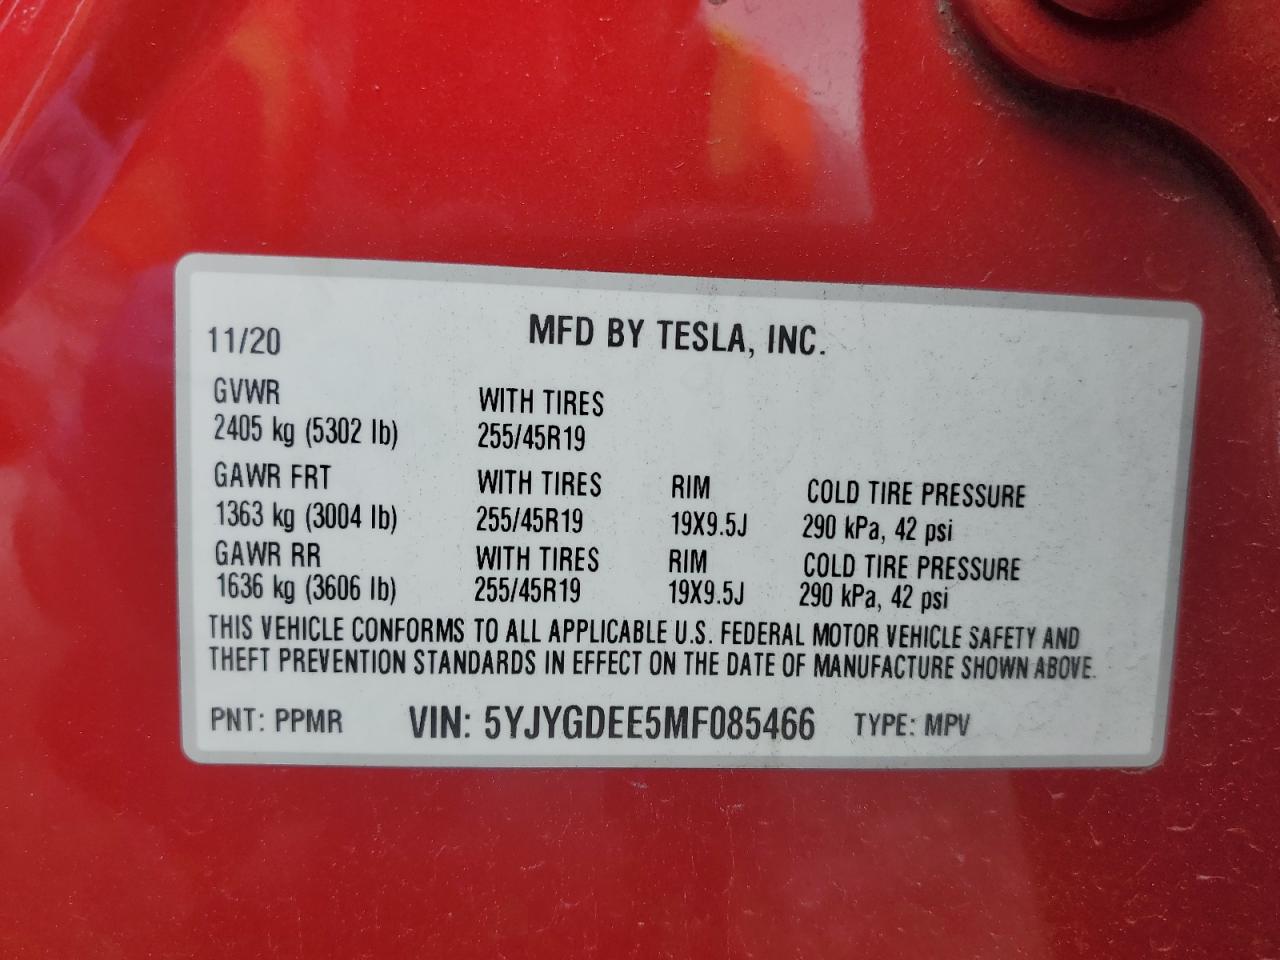 MFD BY TESLA, INC.
11/20
GVWR WITH TIRES
2405 kg (5302 lb) 255/45R19
GAWR FRT WITH TIRES RIM COLD TIRE PRESSURE
1363 kg (3004 lb) 255/45R19 19X9.5J 290 kPa, 42 psi
GAWR RR WITH TIRES RIM COLD TIRE PRESSURE
1636 kg (3606 lb) 255/45R19 19X9.5J 290 kPa, 42 psi
THIS VEHICLE CONFORMS TO ALL APPLICABLE U.S. FEDERAL MOTOR VEHICLE SAFETY AND
THEFT PREVENTION STANDARDS IN EFFECT ON THE DATE OF MANUFACTURE SHOWN ABOVE.
PNT: PPMR VIN: 5YJYGDEE5MF085466 TYPE: MPV